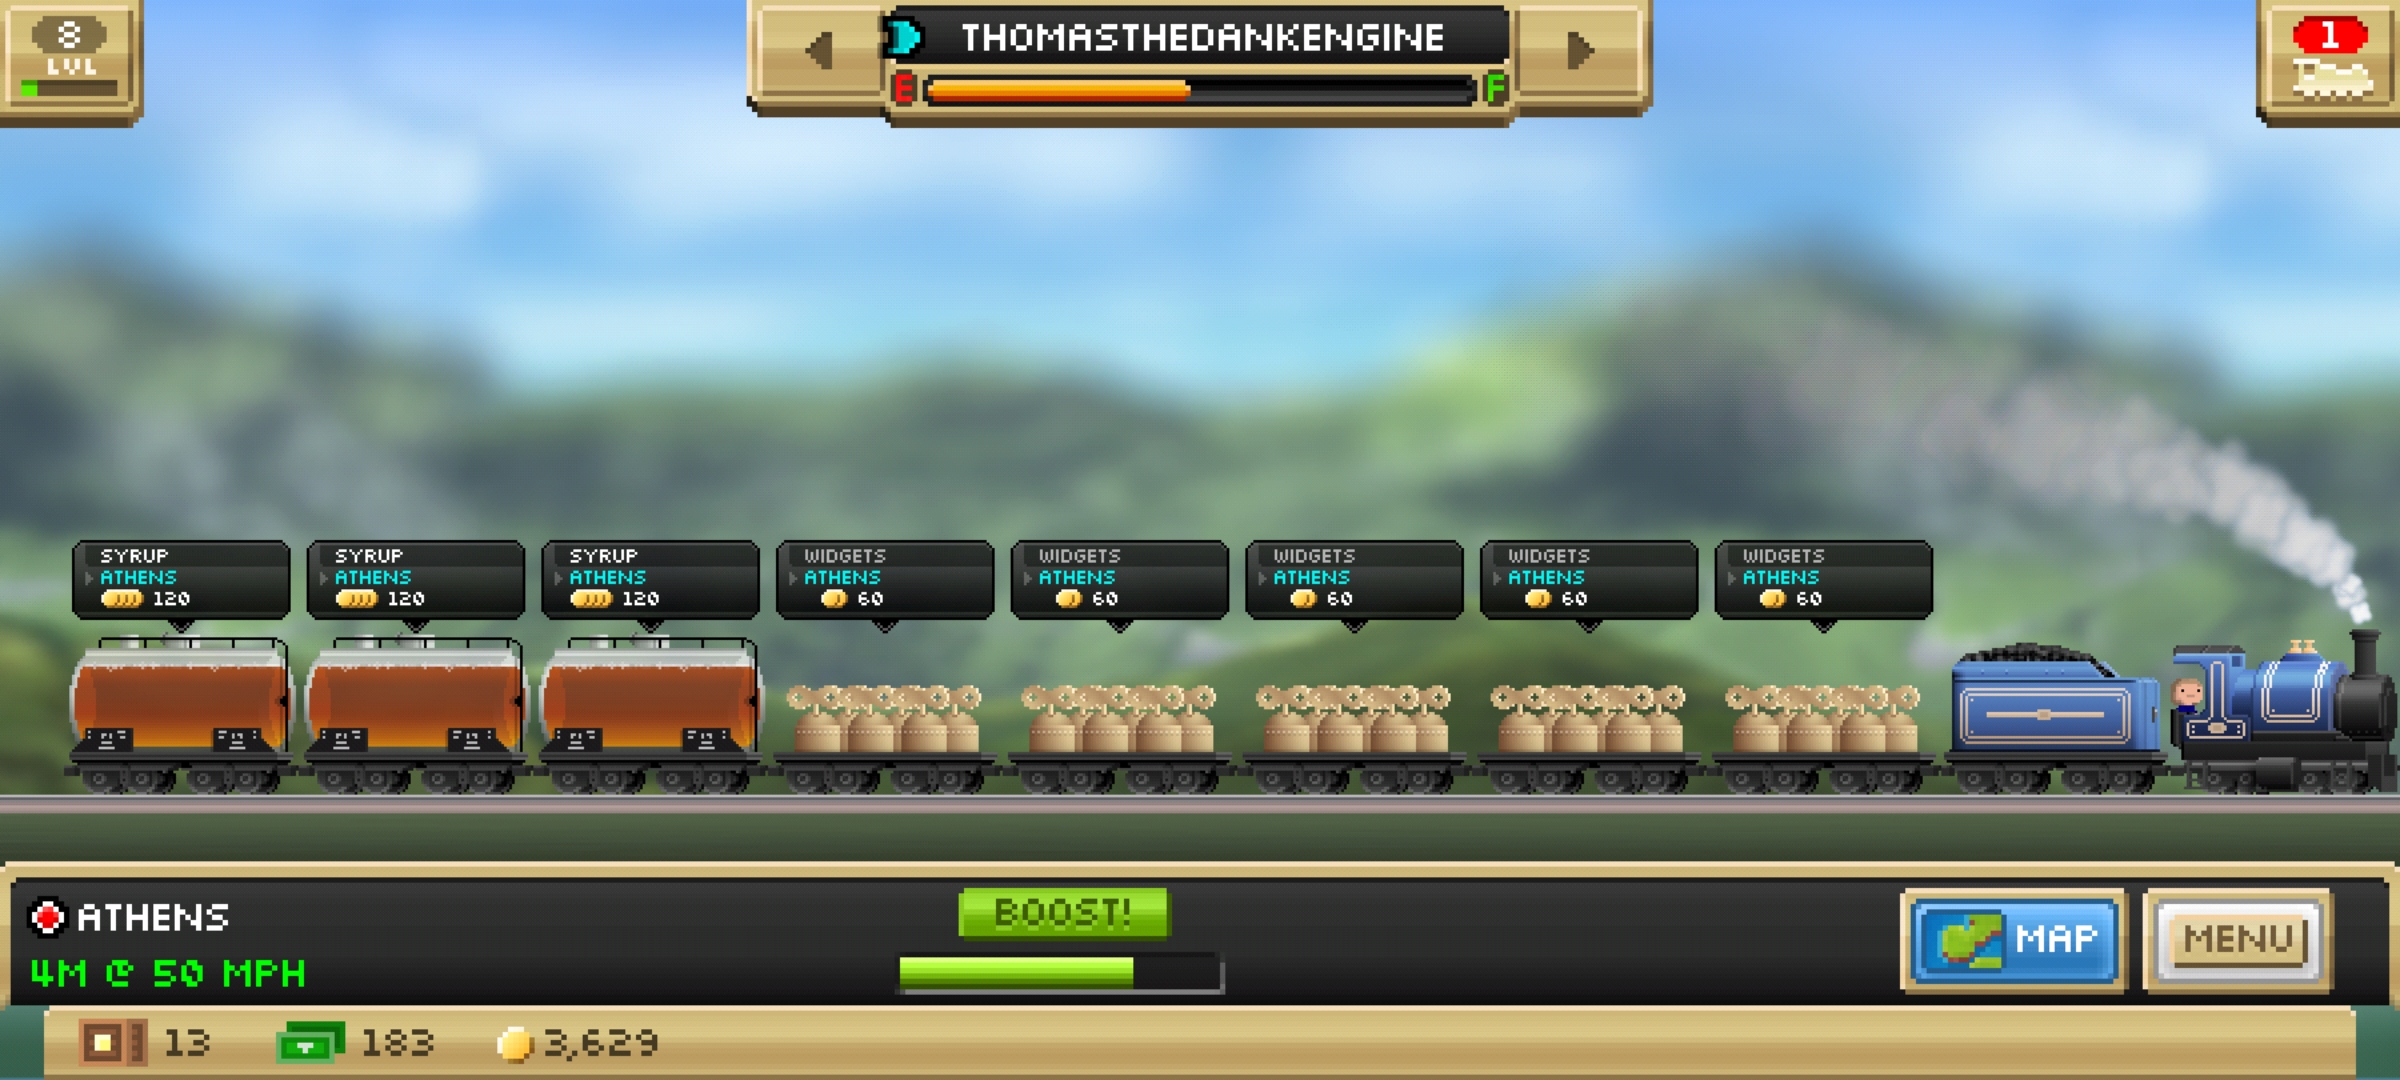 8
LVL
THOMASTHEDANKENGINE
E F
1
SYRUP
ATHENS
120
SYRUP
ATHENS
120
SYRUP
ATHENS
120
WIDGETS
ATHENS
60
WIDGETS
ATHENS
60
WIDGETS
ATHENS
60
WIDGETS
ATHENS
60
WIDGETS
ATHENS
60
ATHENS
4M @ 50 MPH
BOOST!
MAP
MENU
13 183 3,629